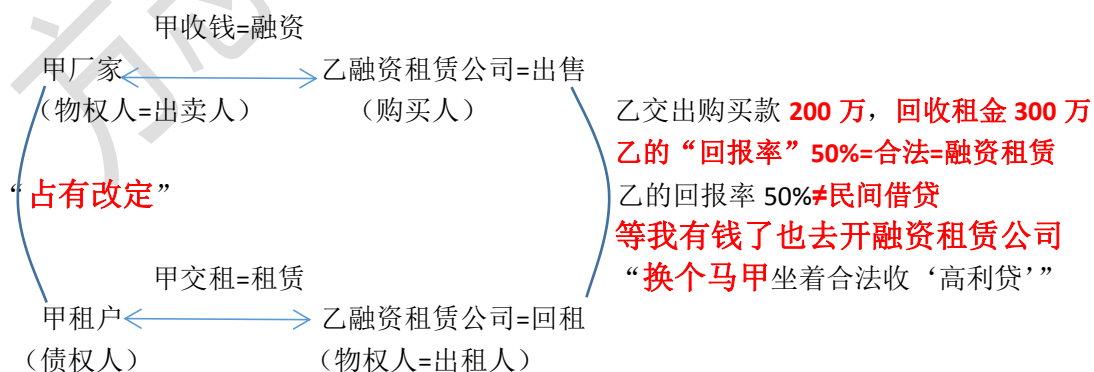 甲收钱=融资
甲厂家 乙融资租赁公司=出售
（物权人=出卖人） （购买人）
乙交出购买款 200 万，回收租金 300 万
乙的“回报率”50%=合法=融资租赁
“占有改定”
乙的回报率 50%≠民间借贷
等我有钱了也去开融资租赁公司
甲交租=租赁
“换个马甲坐着合法收‘高利贷’”
甲租户 乙融资租赁公司=回租
（债权人） （物权人=出租人）